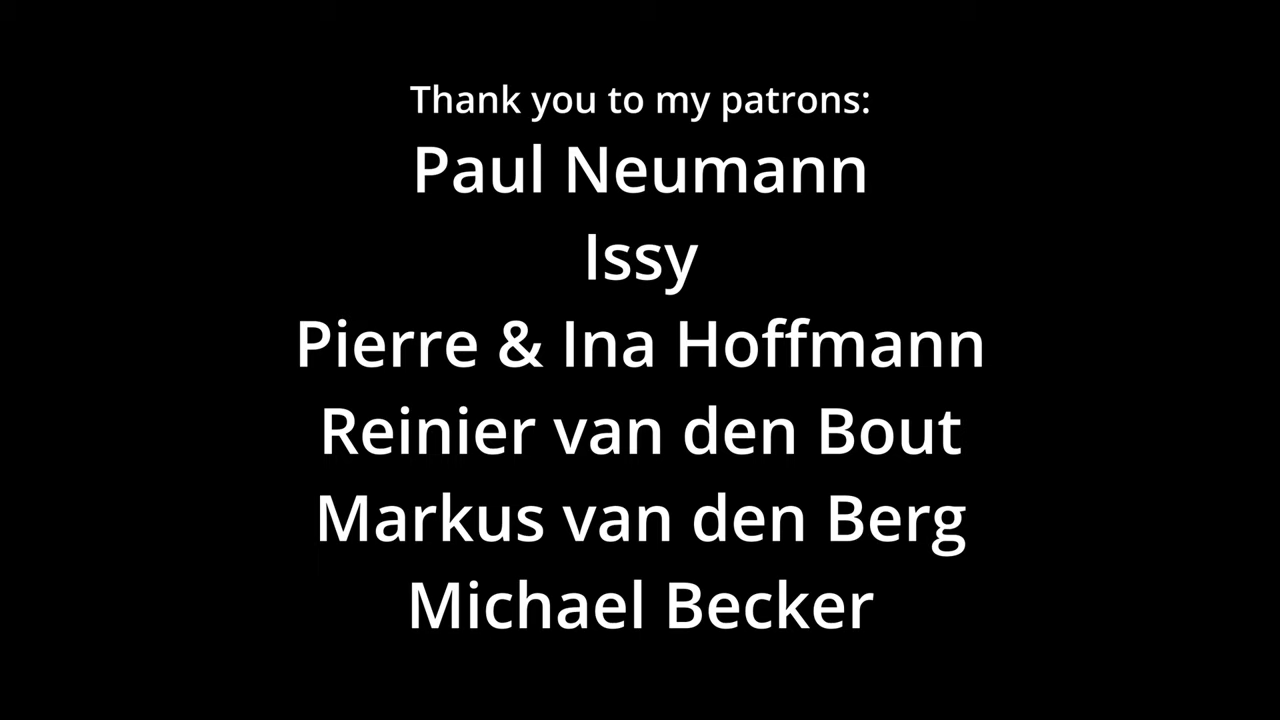 Thank you to my patrons:
Paul Neumann
Issy
Pierre & Ina Hoffmann
Reinier van den Bout
Markus van den Berg
Michael Becker